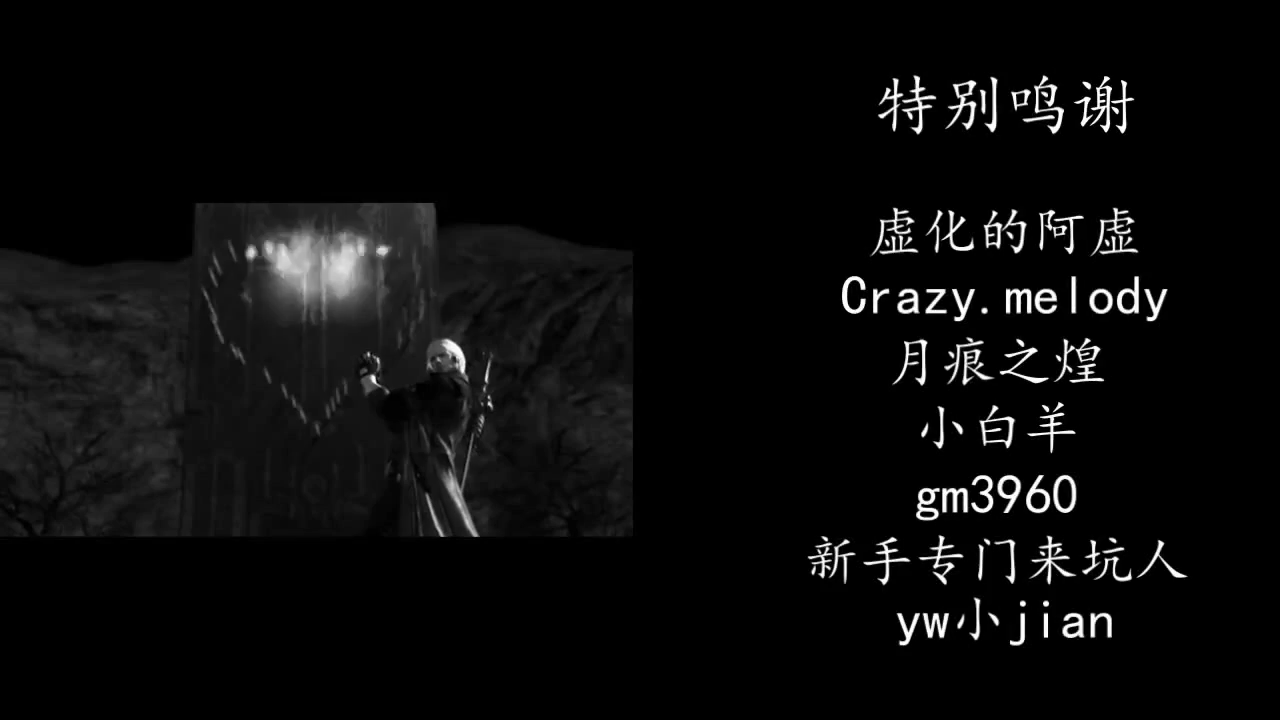 特别鸣谢
虚化的阿虚
Crazy.melody
月痕之煌
小白羊
gm3960
新手专门来坑人
yw小jian